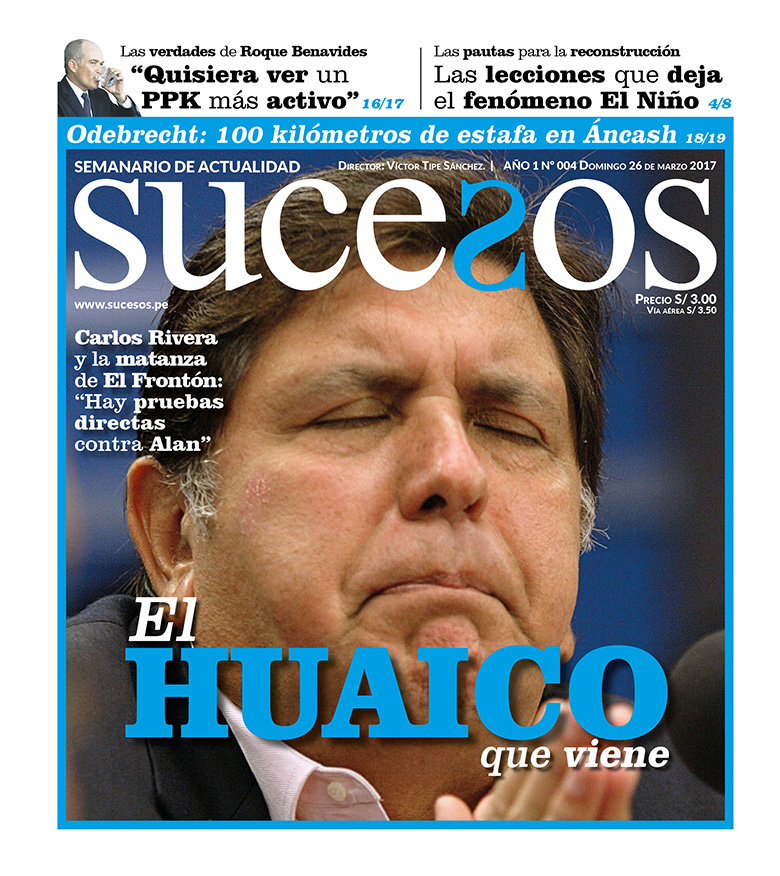 Las verdades de Roque Benavides
“Quisiera ver un
PPK más activo” 16/17
Las pautas para la reconstrucción
Las lecciones que deja
el fenómeno El Niño 4/8
Odebrecht: 100 kilómetros de estafa en Áncash 18/19
SEMANARIO DE ACTUALIDAD
DIRECTOR: VÍCTOR TIPE SÁNCHEZ. | AÑO 1 Nº 004 DOMINGO 26 DE MARZO 2017
sucesos
www.sucesos.pe
PRECIO S/ 3.00
VÍA AÉREA S/ 3.50
Carlos Rivera
y la matanza
de El Frontón:
“Hay pruebas
directas
contra Alan”
El
HUAICO
que viene